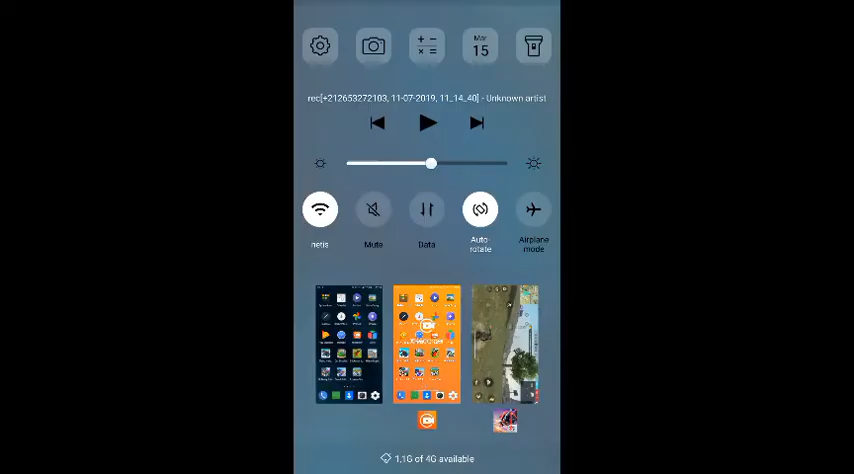 Mar
15
rec[+212653272103, 11-07-2019, 11_14_40] - Unknown artist
netis
Mute
Data
Auto-rotate
Airplane mode
1,1G of 4G available